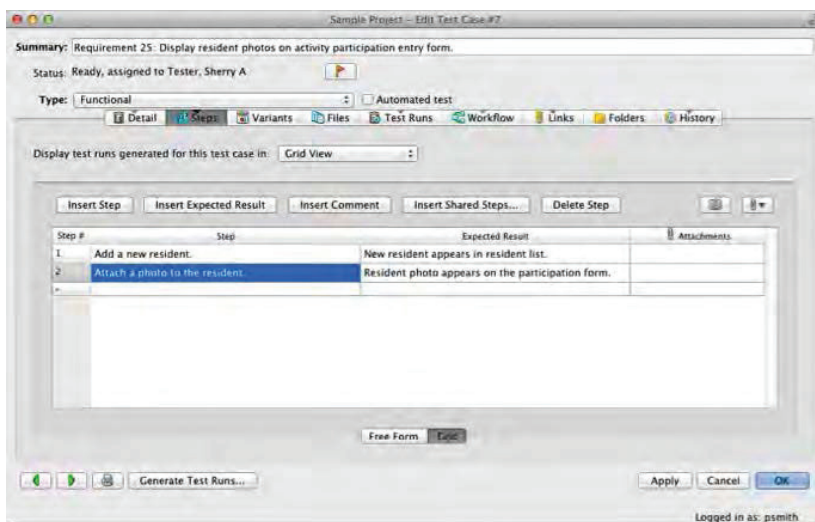 Sample Project – Edit Test Case #7
Summary: Requirement 25: Display resident photos on activity participation entry form.
Status: Ready, assigned to Tester, Sherry A
Type: Functional Automated test
Detail Steps Variants Files Test Runs Workflow Links Folders History
Display test runs generated for this test case in: Grid View
Insert Step Insert Expected Result Insert Comment Insert Shared Steps... Delete Step
Step # Step Expected Result Attachments
1 Add a new resident. New resident appears in resident list.
2 Attach a photo to the resident. Resident photo appears on the participation form.
Free Form Grid
Generate Test Runs... Apply Cancel OK
Logged in as: psmith